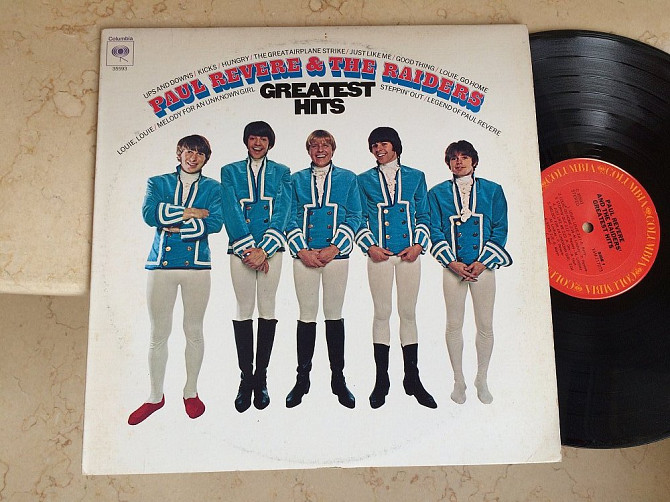 Columbia
UPS AND DOWNS / KICKS / HUNGRY / THE GREAT AIRPLANE STRIKE / JUST LIKE ME / GOOD THING / LOUIE, GO HOME
PAUL REVERE & THE RAIDERS
GREATEST
HITS
LOUIE, LOUIE / MELODY FOR AN UNKNOWN GIRL
STEPPIN' OUT / LEGEND OF PAUL REVERE
COLUMBIA
PAUL REVERE
AND THE RAIDERS'
GREATEST HITS